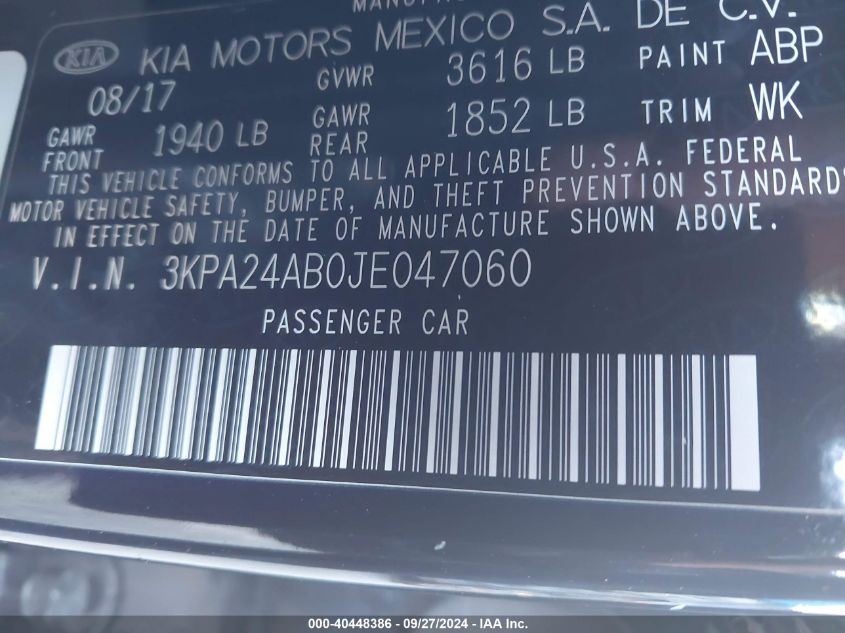 MANUFAC
KIA KIA MOTORS MEXICO S.A. DE C.V.
08/17 GVWR 3616 LB PAINT ABP
GAWR FRONT 1940 LB GAWR REAR 1852 LB TRIM WK
THIS VEHICLE CONFORMS TO ALL APPLICABLE U.S.A. FEDERAL
MOTOR VEHICLE SAFETY, BUMPER, AND THEFT PREVENTION STANDARDS
IN EFFECT ON THE DATE OF MANUFACTURE SHOWN ABOVE.
V.I.N. 3KPA24AB0JE047060
PASSENGER CAR
000-40448386 - 09/27/2024 - IAA Inc.